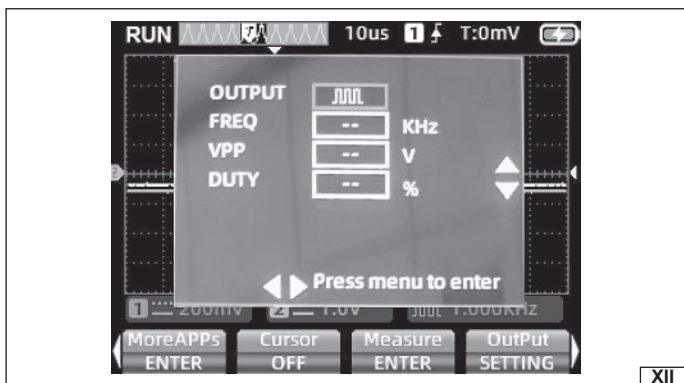 RUN 10us 1 T:0mV
OUTPUT
FREQ -- KHz
VPP -- V
DUTY -- %
Press menu to enter
1 200mV 2 1.0V 1.000KHz
MoreAPPs Cursor Measure OutPut
ENTER OFF ENTER SETTING
XII